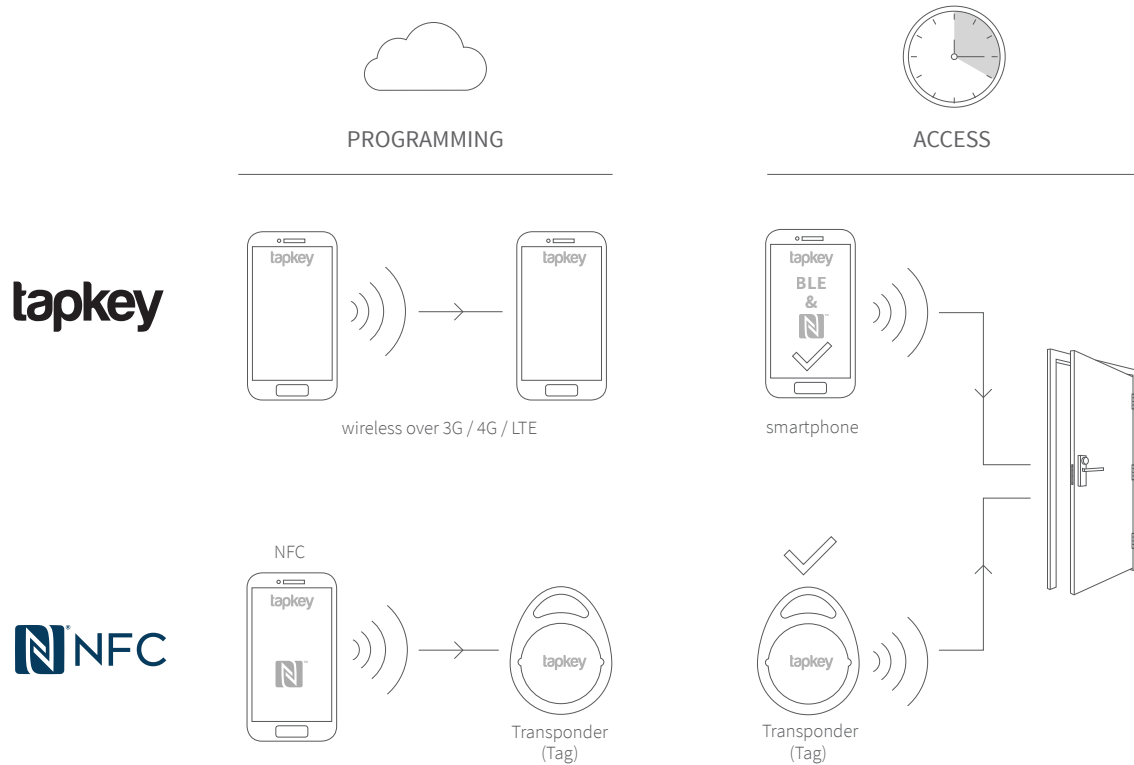 PROGRAMMING
ACCESS
tapkey
tapkey
tapkey
tapkey
BLE
&
wireless over 3G / 4G / LTE
smartphone
NFC
NFC
tapkey
tapkey
Transponder
(Tag)
tapkey
Transponder
(Tag)